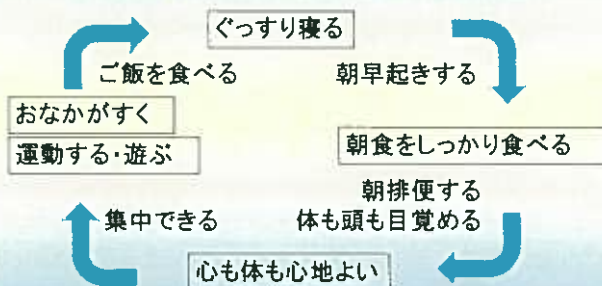 ぐっすり寝る
朝早起きする
朝食をしっかり食べる
朝排便する
体も頭も目覚める
心も体も心地よい
集中できる
運動する・遊ぶ
おなかがすく
ご飯を食べる